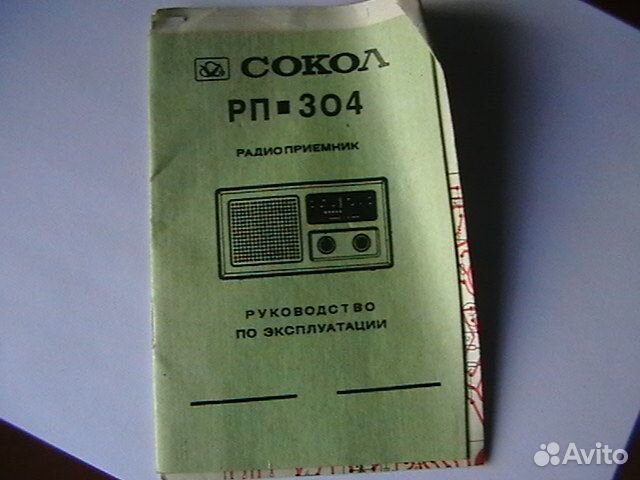 СОКОЛ
РП-304
РАДИОПРИЕМНИК
РУКОВОДСТВО
ПО ЭКСПЛУАТАЦИИ
Avito